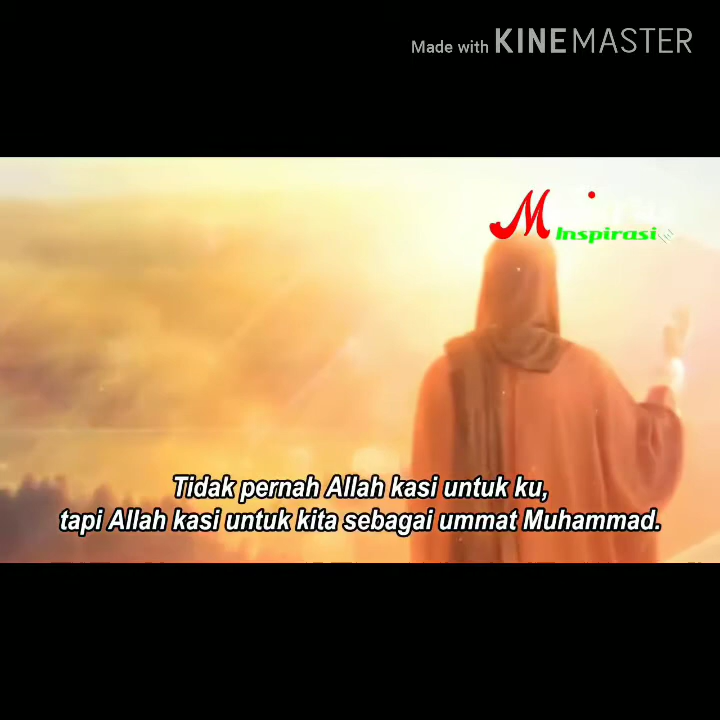 Made with KINEMASTER
M
Inspirasi
Tidak pernah Allah kasi untuk ku,
tapi Allah kasi untuk kita sebagai ummat Muhammad.